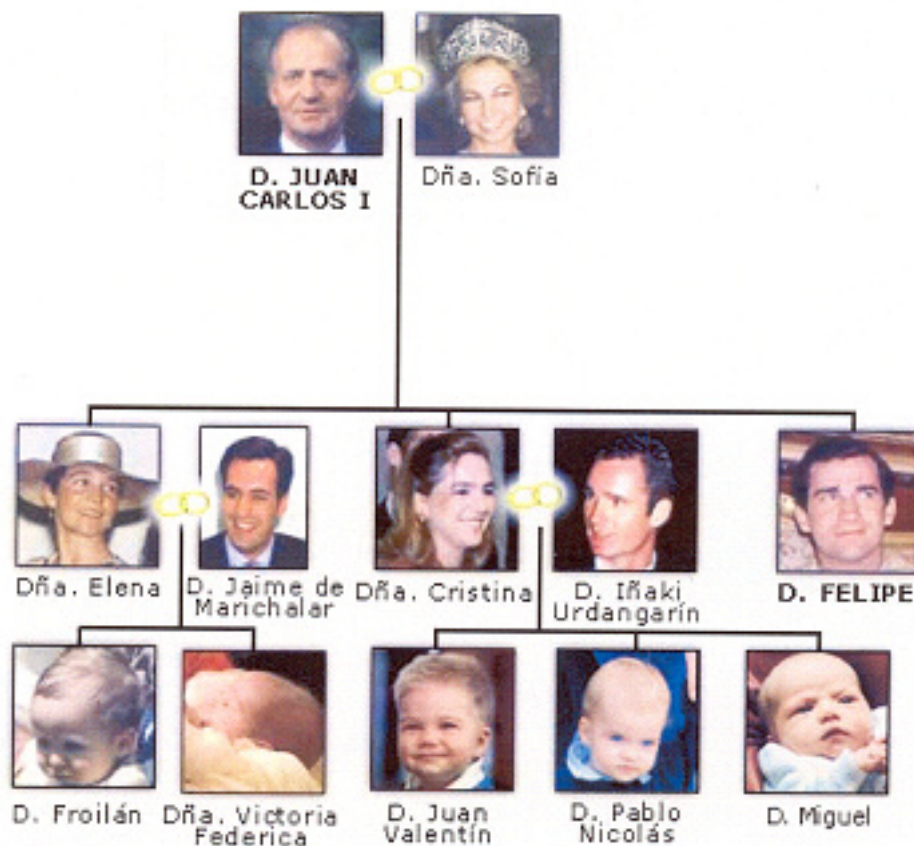 D. JUAN
CARLOS I
Dña. Sofía
Dña. Elena
D. Jaime de
Marichalar
Dña. Cristina
D. Iñaki
Urdangarín
D. FELIPE
D. Froilán
Dña. Victoria
Federica
D. Juan
Valentín
D. Pablo
Nicolás
D. Miguel